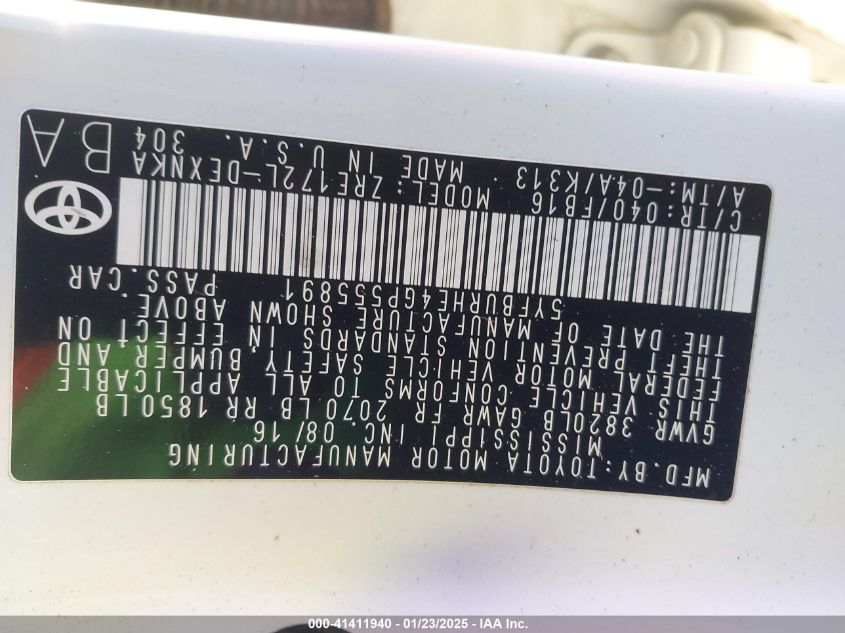 MFD. BY: TOYOTA MOTOR MANUFACTURING
MISSISSIPPI INC. 08/16
GVWR 3820LB GAWR FR 2070 LB RR 1850LB
THIS VEHICLE CONFORMS TO ALL APPLICABLE
FEDERAL MOTOR VEHICLE SAFETY, BUMPER AND
THEFT PREVENTION STANDARDS IN EFFECT ON
THE DATE OF MANUFACTURE SHOWN ABOVE.
5YFBURHE4GP555891 PASS. CAR
C/TR: 040/FB16 MODEL: ZRE172L-DEXNKA
A/TM: -04A/K313 MADE IN U.S.A. 304
BA
000-41411940 - 01/23/2025 - IAA Inc.